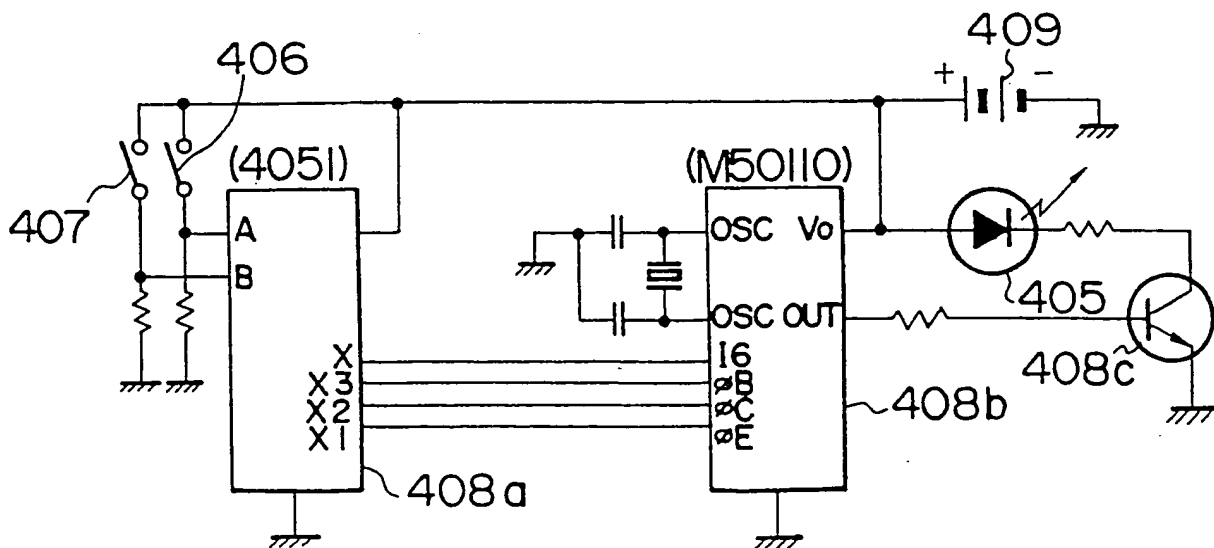 409
406
+ -
(4051)
(M50110)
407
A
OSC Vo
B
405
OSC OUT
X
I6
408c
X3
øB
X2
øC
408b
X1
øE
408a